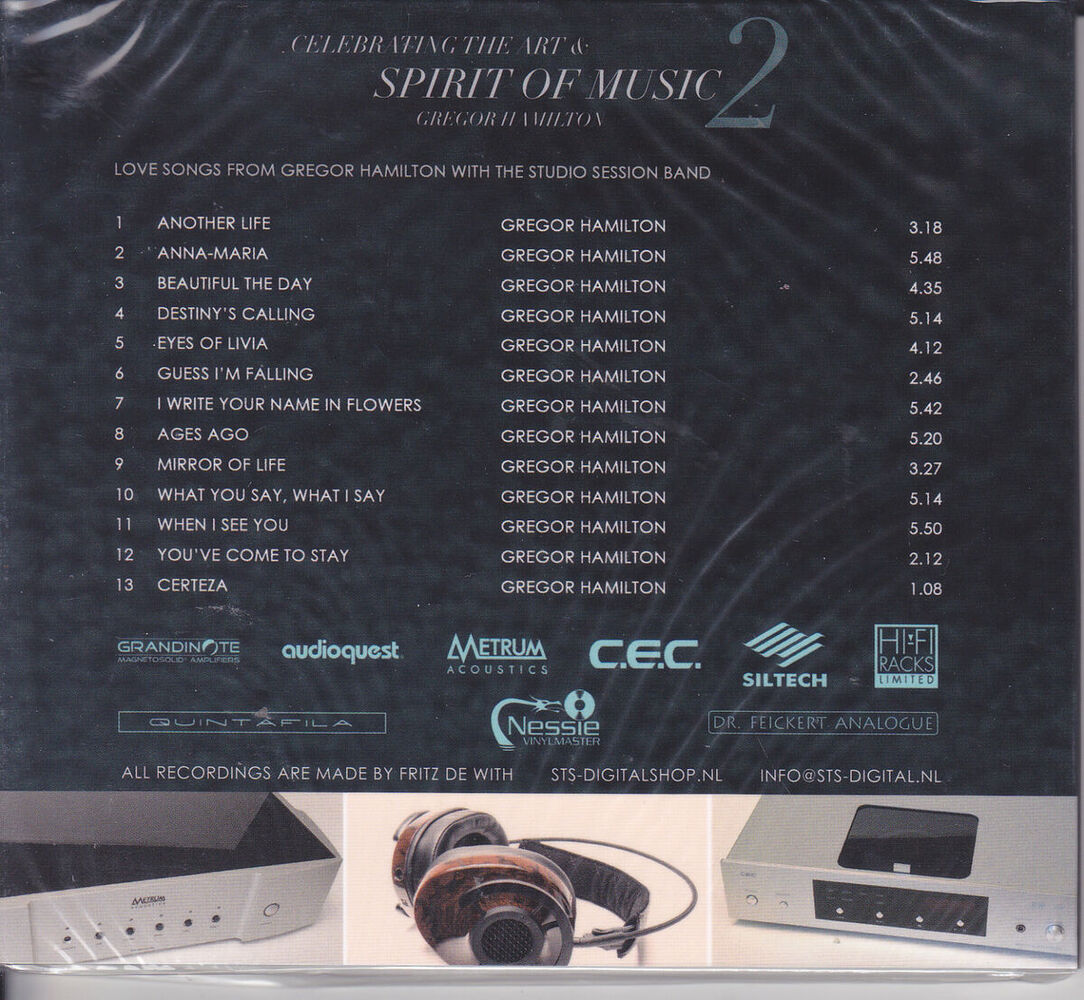 CELEBRATING THE ART &
SPIRIT OF MUSIC 2
GREGOR HAMILTON
LOVE SONGS FROM GREGOR HAMILTON WITH THE STUDIO SESSION BAND
1 ANOTHER LIFE GREGOR HAMILTON 3.18
2 ANNA-MARIA GREGOR HAMILTON 5.48
3 BEAUTIFUL THE DAY GREGOR HAMILTON 4.35
4 DESTINY'S CALLING GREGOR HAMILTON 5.14
5 EYES OF LIVIA GREGOR HAMILTON 4.12
6 GUESS I'M FALLING GREGOR HAMILTON 2.46
7 I WRITE YOUR NAME IN FLOWERS GREGOR HAMILTON 5.42
8 AGES AGO GREGOR HAMILTON 5.20
9 MIRROR OF LIFE GREGOR HAMILTON 3.27
10 WHAT YOU SAY, WHAT I SAY GREGOR HAMILTON 5.14
11 WHEN I SEE YOU GREGOR HAMILTON 5.50
12 YOU'VE COME TO STAY GREGOR HAMILTON 2.12
13 CERTEZA GREGOR HAMILTON 1.08
GRANDINOTE
MAGNETOSOLID® AMPLIFIERS
audioquest
METRUM
ACOUSTICS
C.E.C.
SILTECH
HI-FI
RACKS
LIMITED
QUINTAFILA
Nessie
VINYLMASTER
DR. FEICKERT ANALOGUE
ALL RECORDINGS ARE MADE BY FRITZ DE WITH STS-DIGITALSHOP.NL INFO@STS-DIGITAL.NL
METRUM
ACOUSTICS
CEC